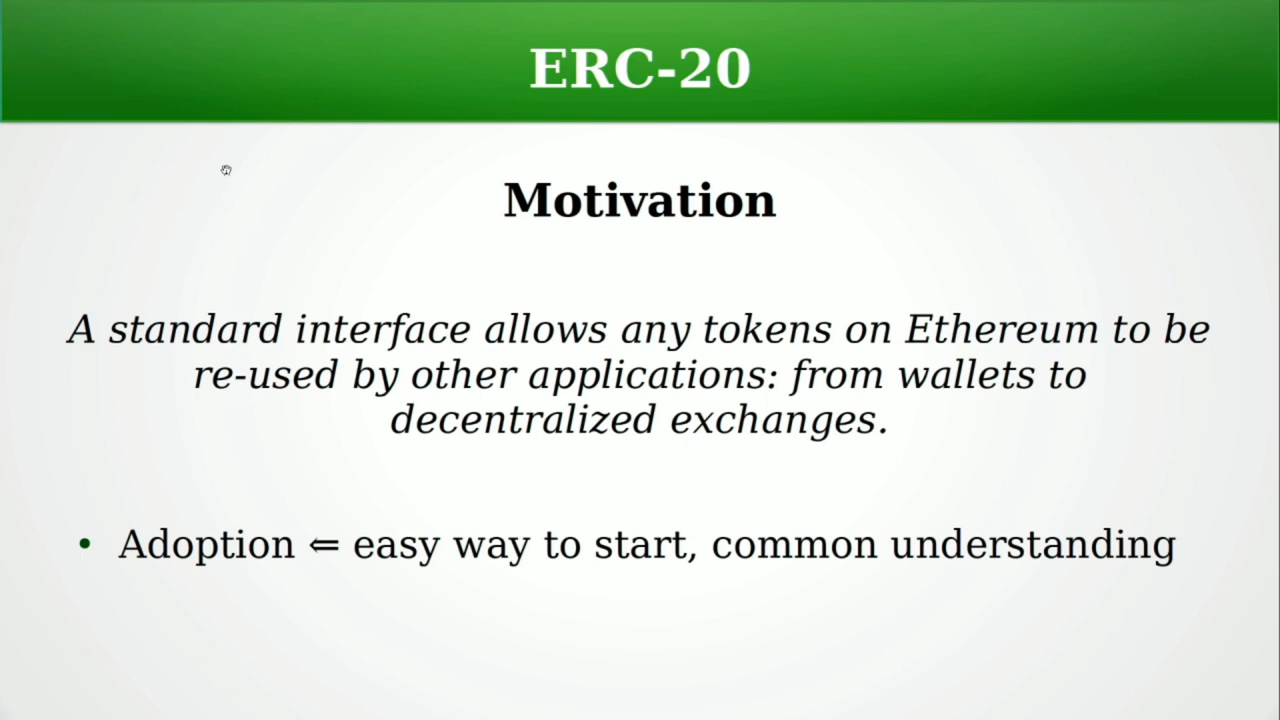 ERC-20
Motivation
A standard interface allows any tokens on Ethereum to be
re-used by other applications: from wallets to
decentralized exchanges.
• Adoption ⇐ easy way to start, common understanding